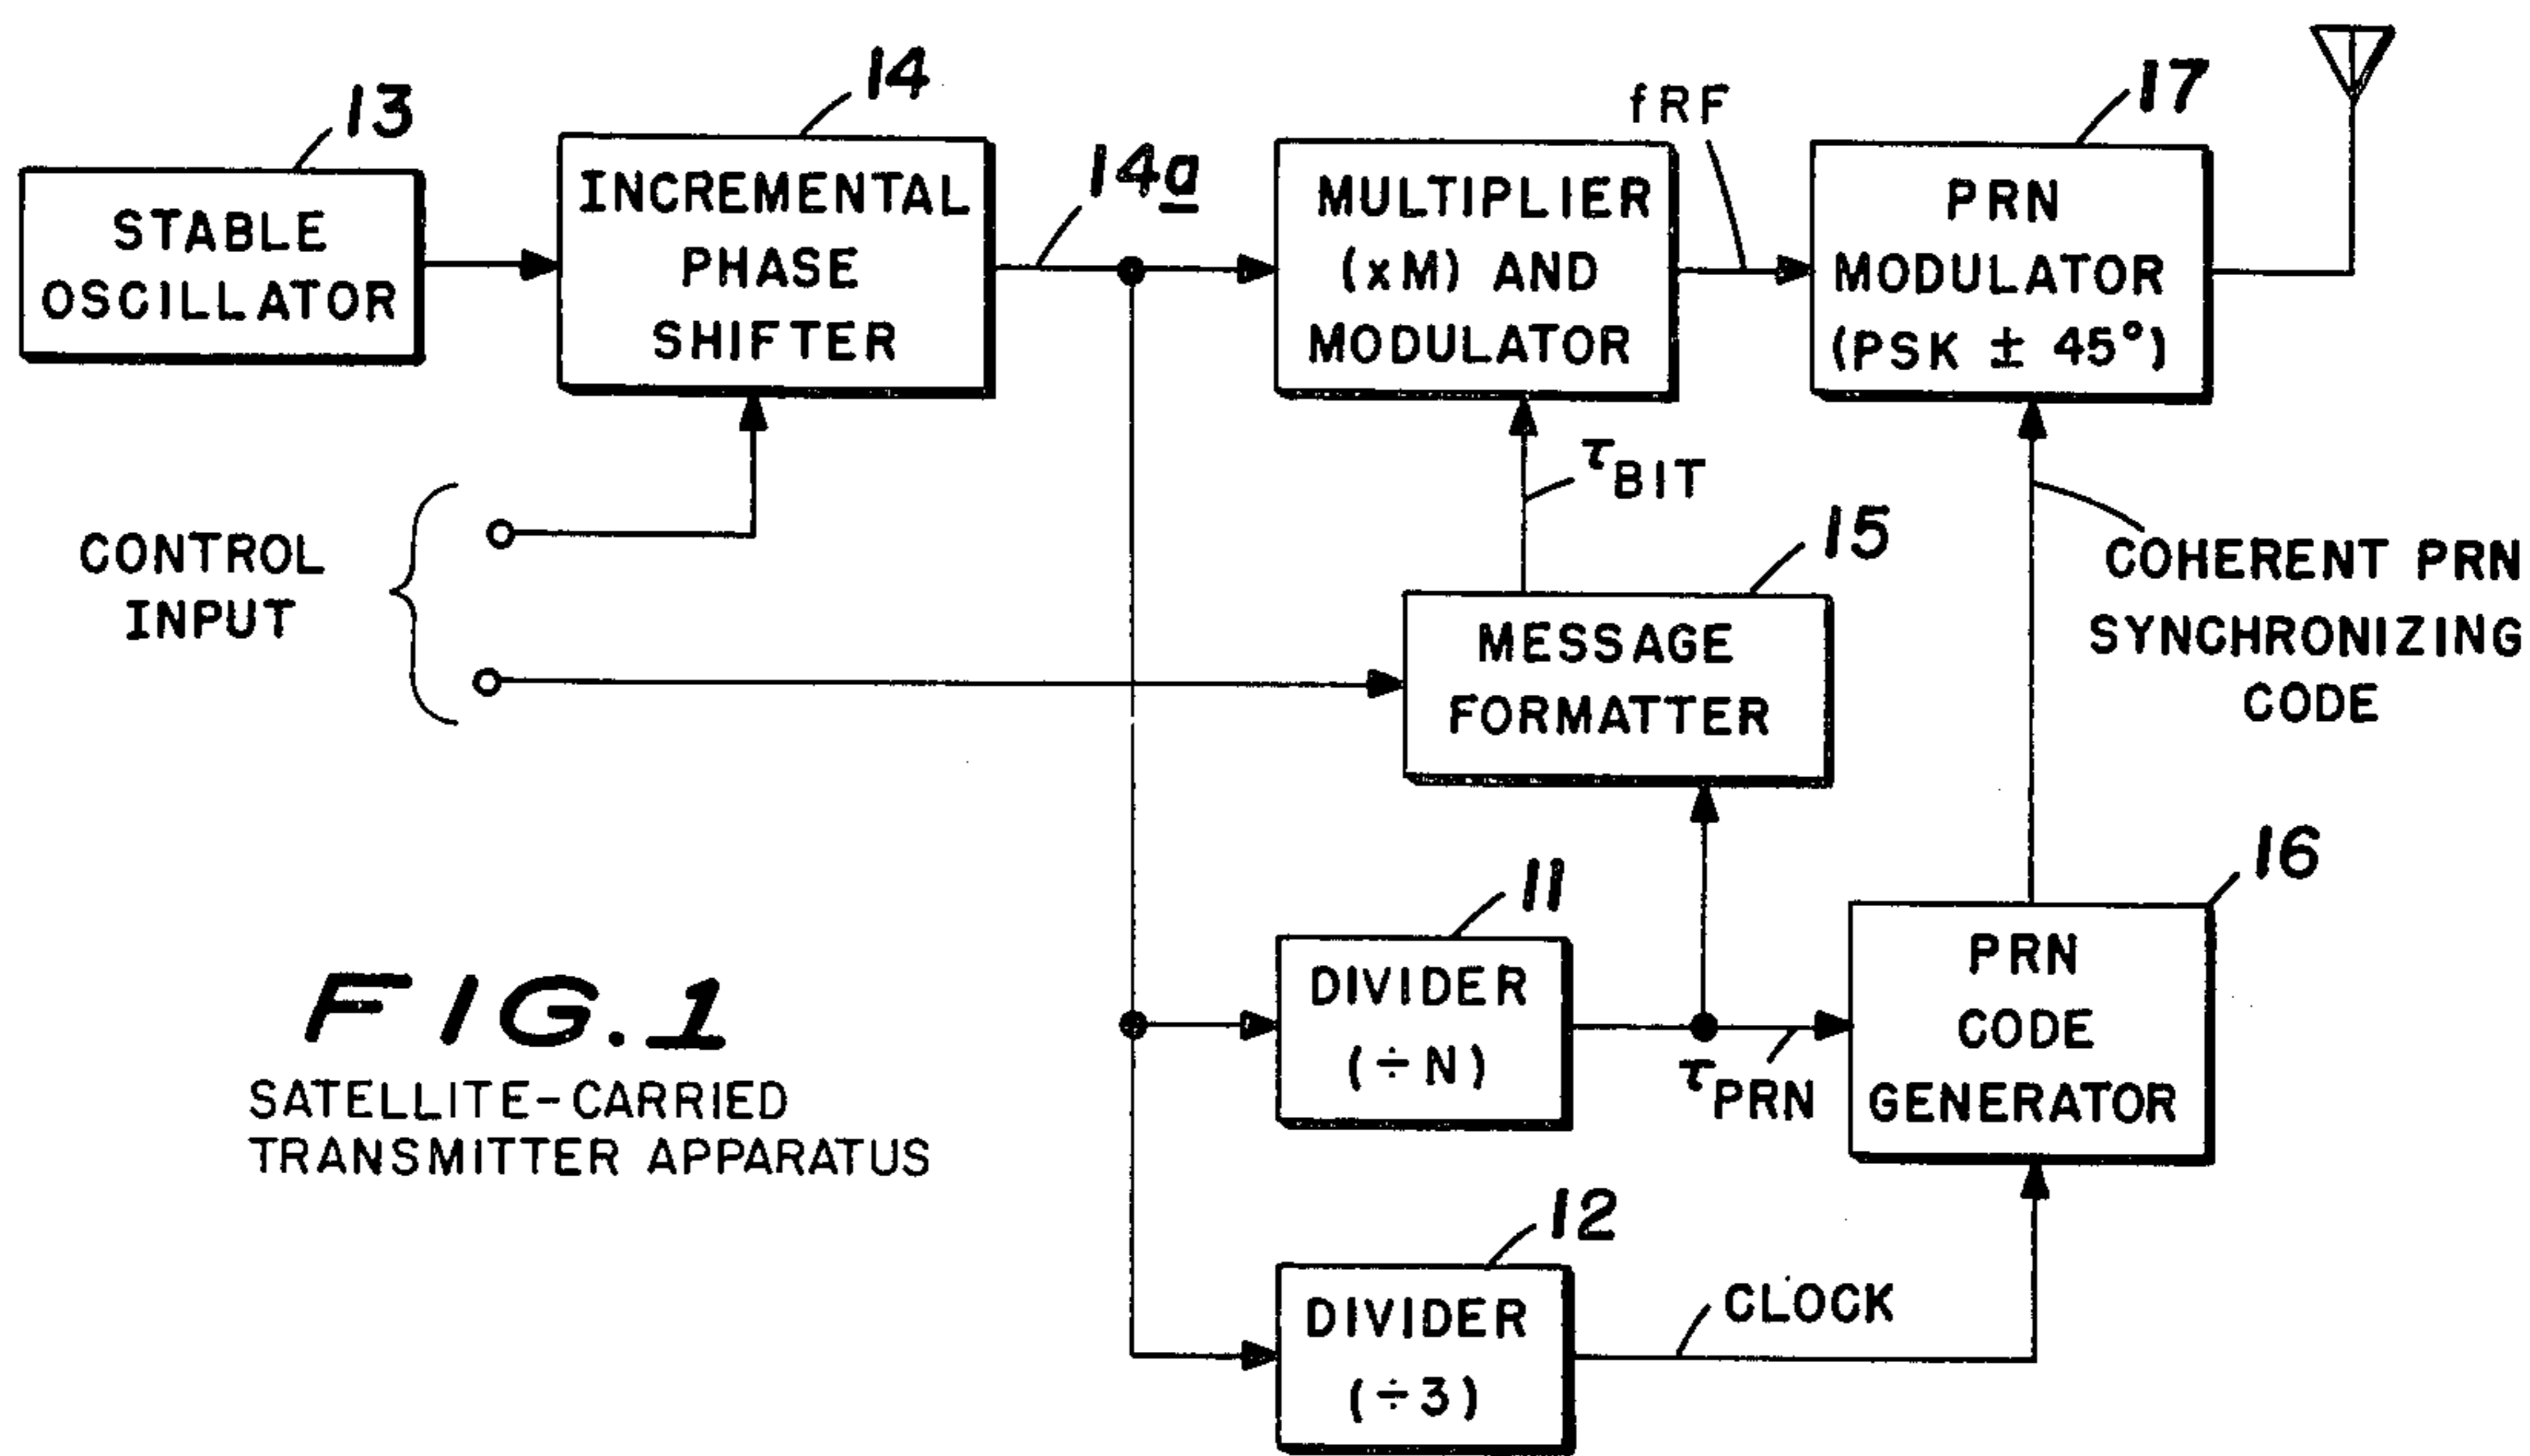 13
STABLE
OSCILLATOR
14
INCREMENTAL
PHASE
SHIFTER
14a
MULTIPLIER
(xM) AND
MODULATOR
fRF
17
PRN
MODULATOR
(PSK ± 45°)
CONTROL
INPUT
τBIT
15
MESSAGE
FORMATTER
COHERENT PRN
SYNCHRONIZING
CODE
11
DIVIDER
(÷N)
τPRN
16
PRN
CODE
GENERATOR
12
DIVIDER
(÷3)
CLOCK
FIG.1
SATELLITE-CARRIED
TRANSMITTER APPARATUS